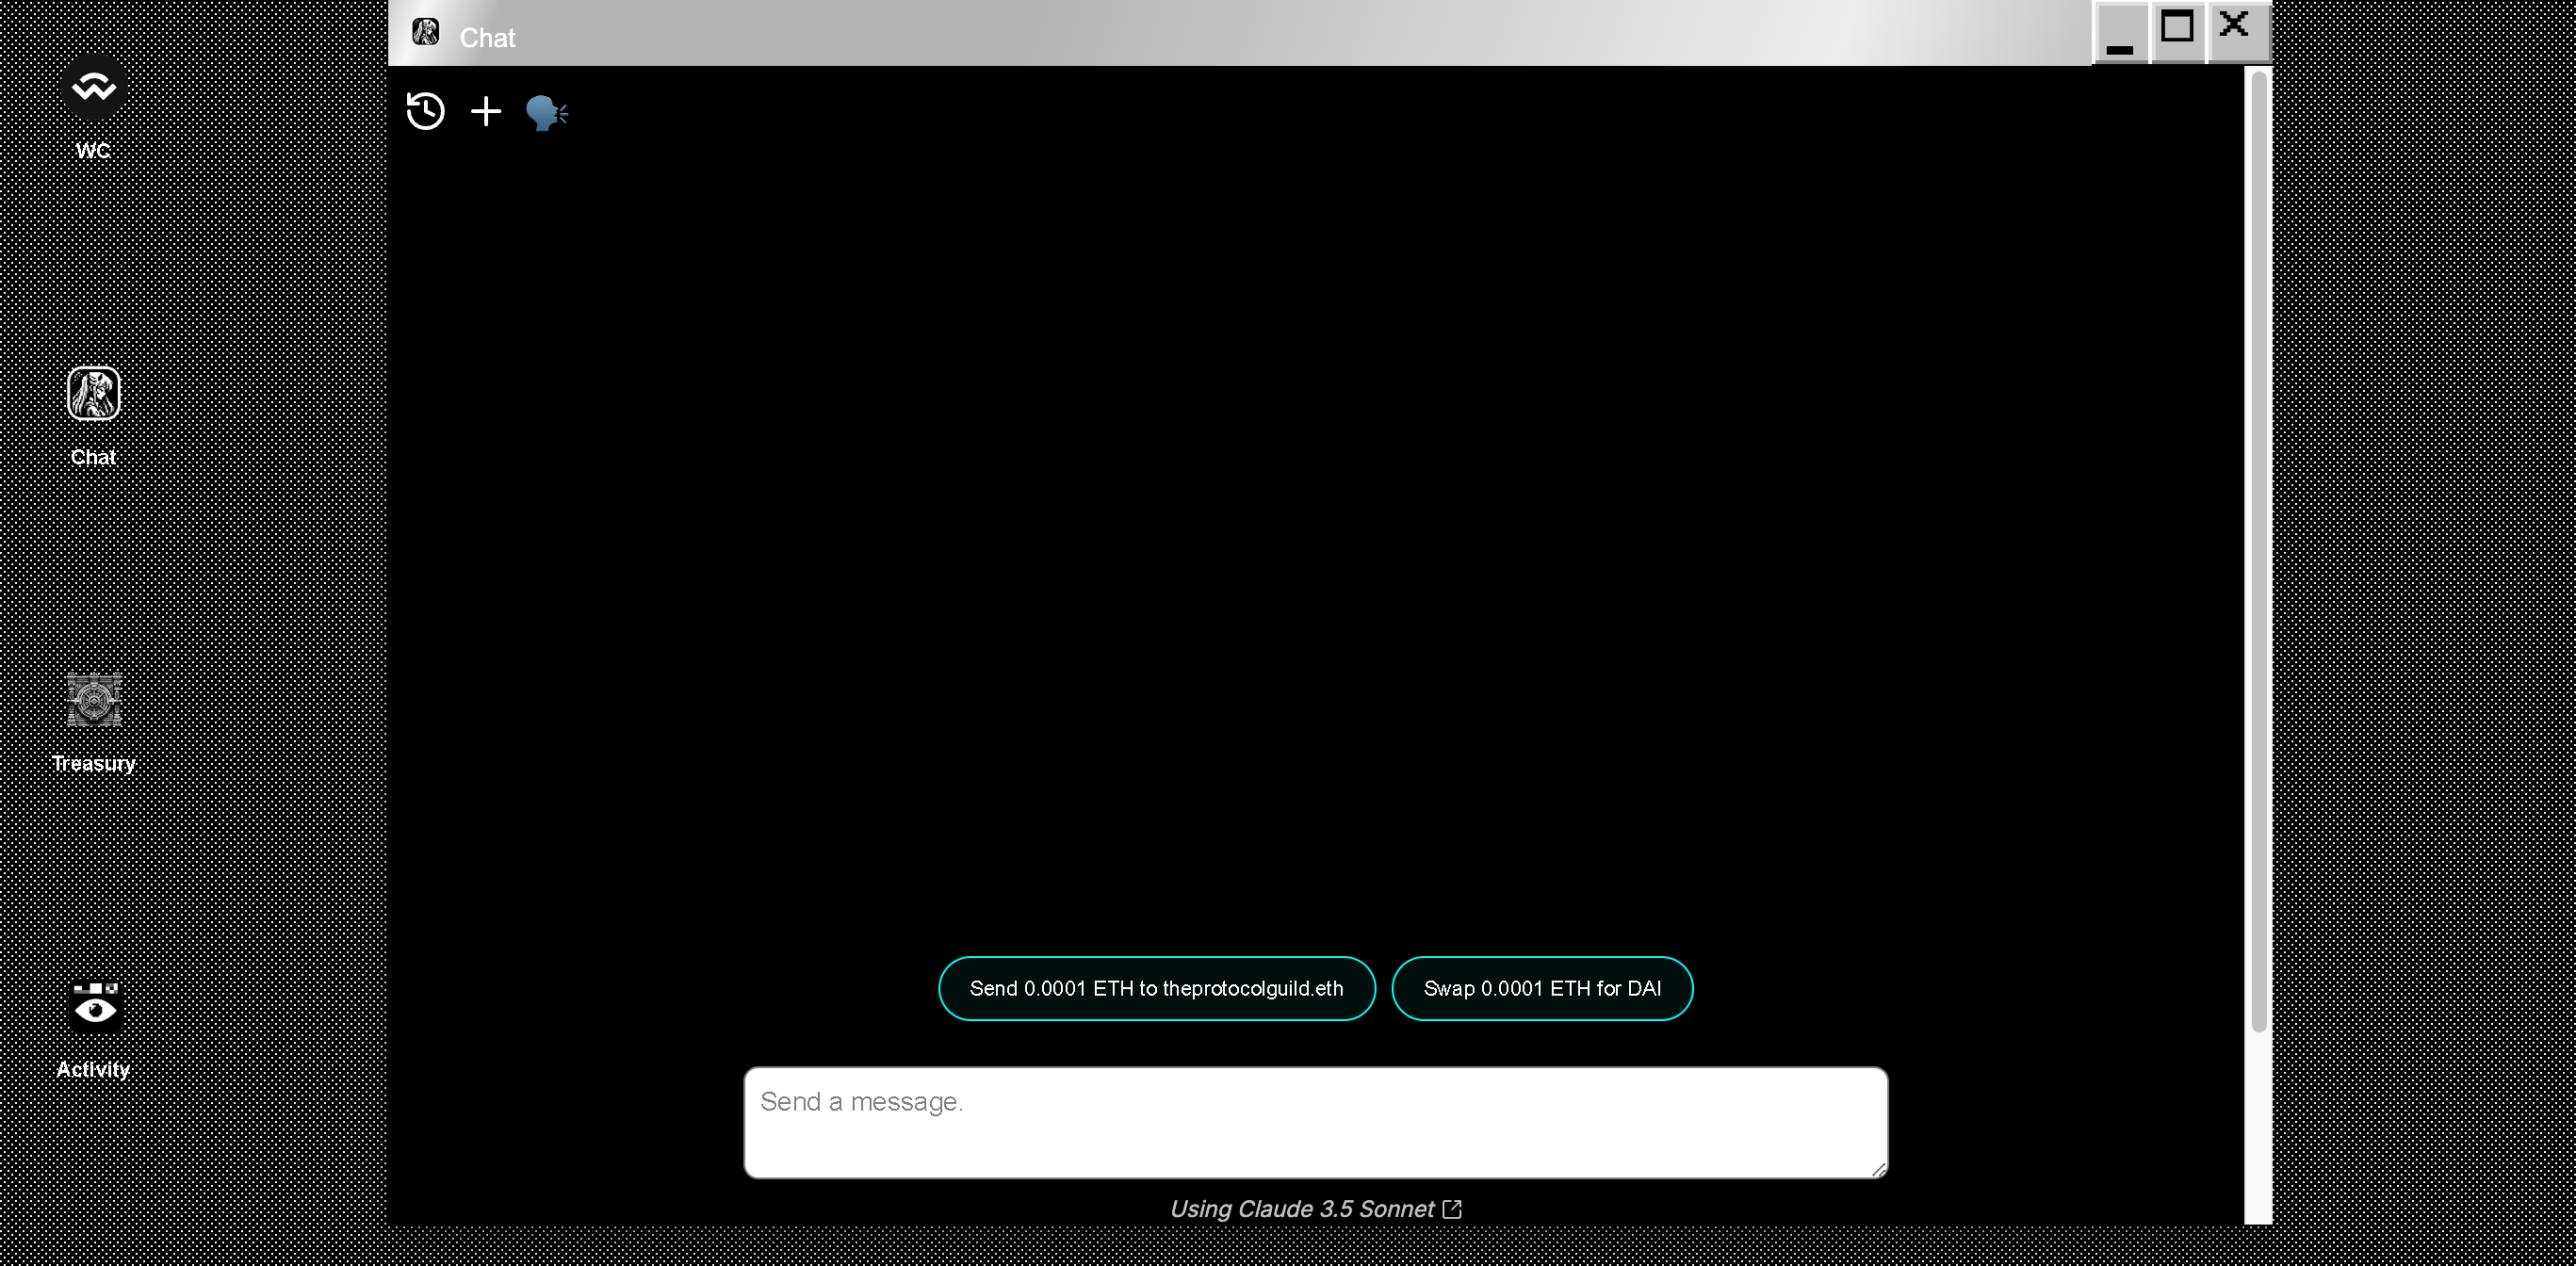 Chat
WC
Chat
Treasury
Activity
Send 0.0001 ETH to theprotocolguild.eth
Swap 0.0001 ETH for DAI
Send a message.
Using Claude 3.5 Sonnet